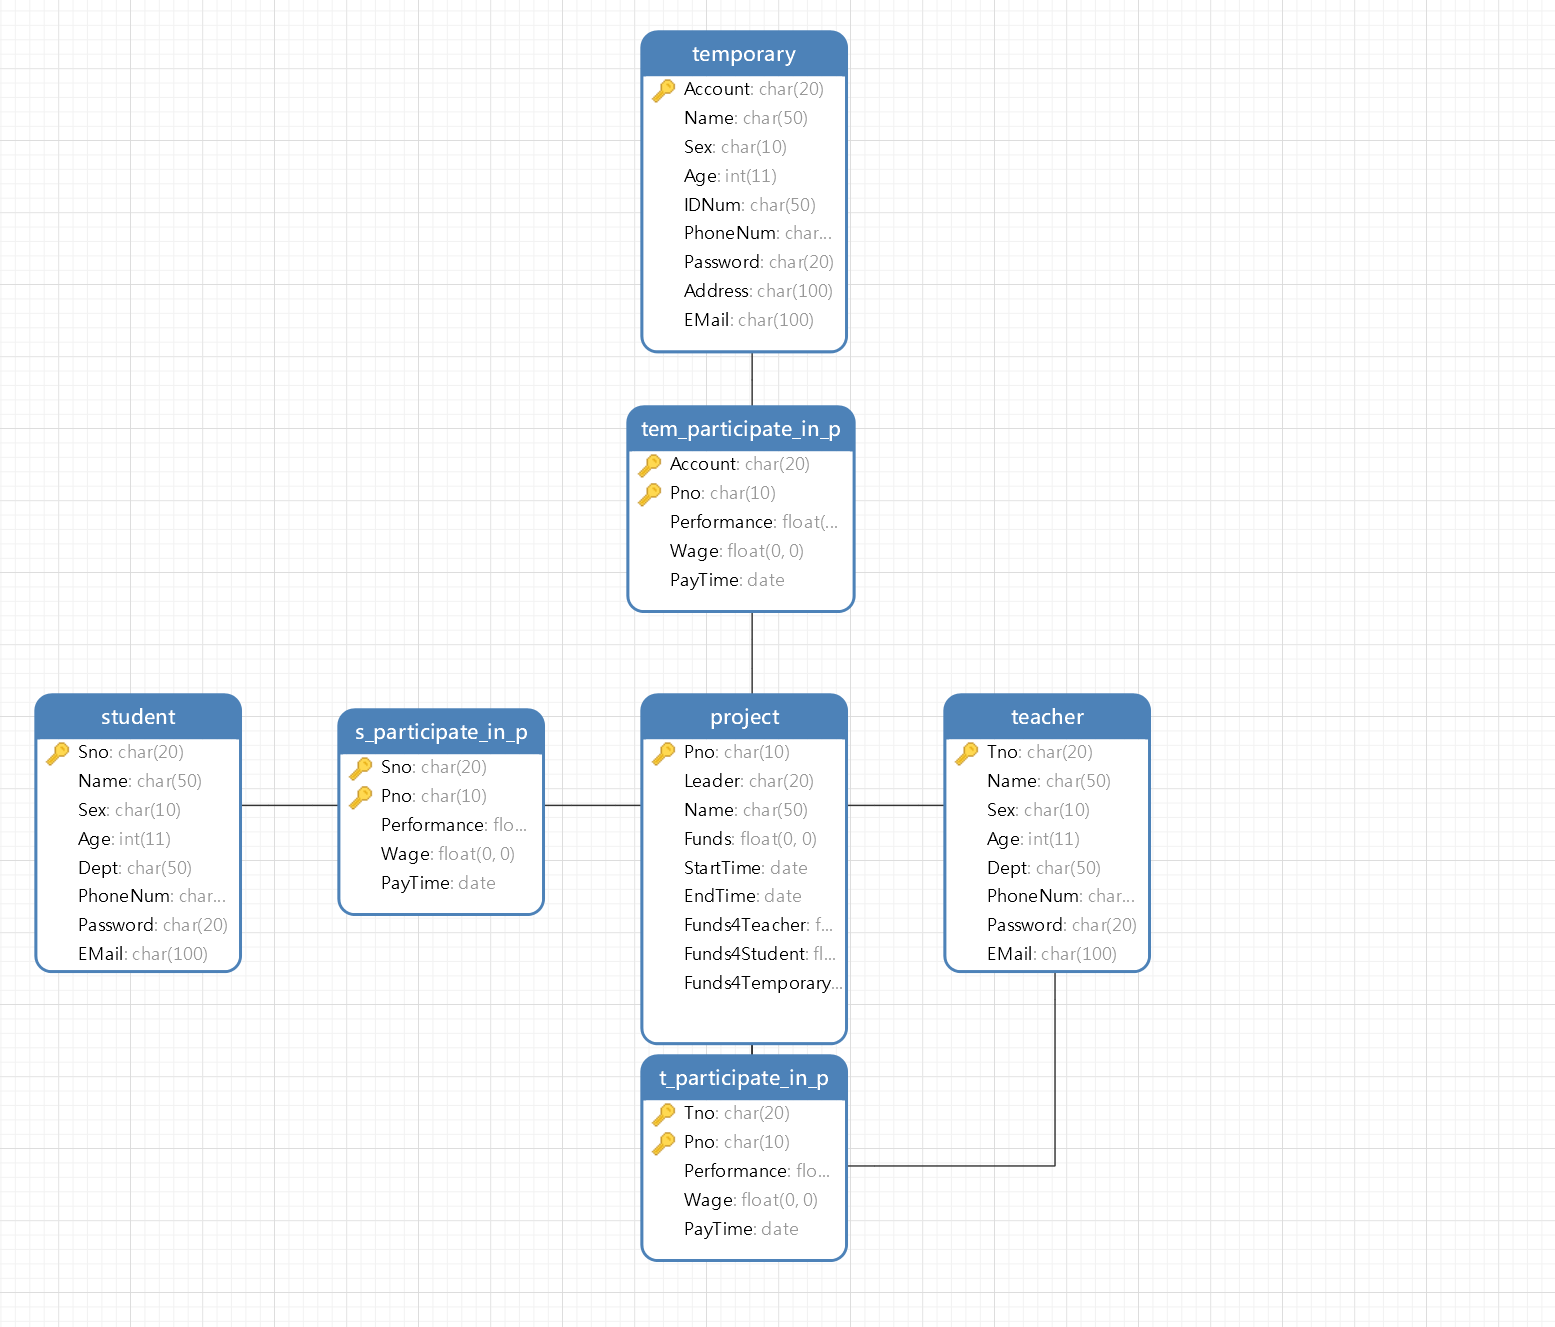 temporary
Account: char(20)
Name: char(50)
Sex: char(10)
Age: int(11)
IDNum: char(50)
PhoneNum: char...
Password: char(20)
Address: char(100)
EMail: char(100)
tem_participate_in_p
Account: char(20)
Pno: char(10)
Performance: float(...
Wage: float(0, 0)
PayTime: date
student
Sno: char(20)
Name: char(50)
Sex: char(10)
Age: int(11)
Dept: char(50)
PhoneNum: char...
Password: char(20)
EMail: char(100)
s_participate_in_p
Sno: char(20)
Pno: char(10)
Performance: flo...
Wage: float(0, 0)
PayTime: date
project
Pno: char(10)
Leader: char(20)
Name: char(50)
Funds: float(0, 0)
StartTime: date
EndTime: date
Funds4Teacher: f...
Funds4Student: fl...
Funds4Temporary...
teacher
Tno: char(20)
Name: char(50)
Sex: char(10)
Age: int(11)
Dept: char(50)
PhoneNum: char...
Password: char(20)
EMail: char(100)
t_participate_in_p
Tno: char(20)
Pno: char(10)
Performance: flo...
Wage: float(0, 0)
PayTime: date